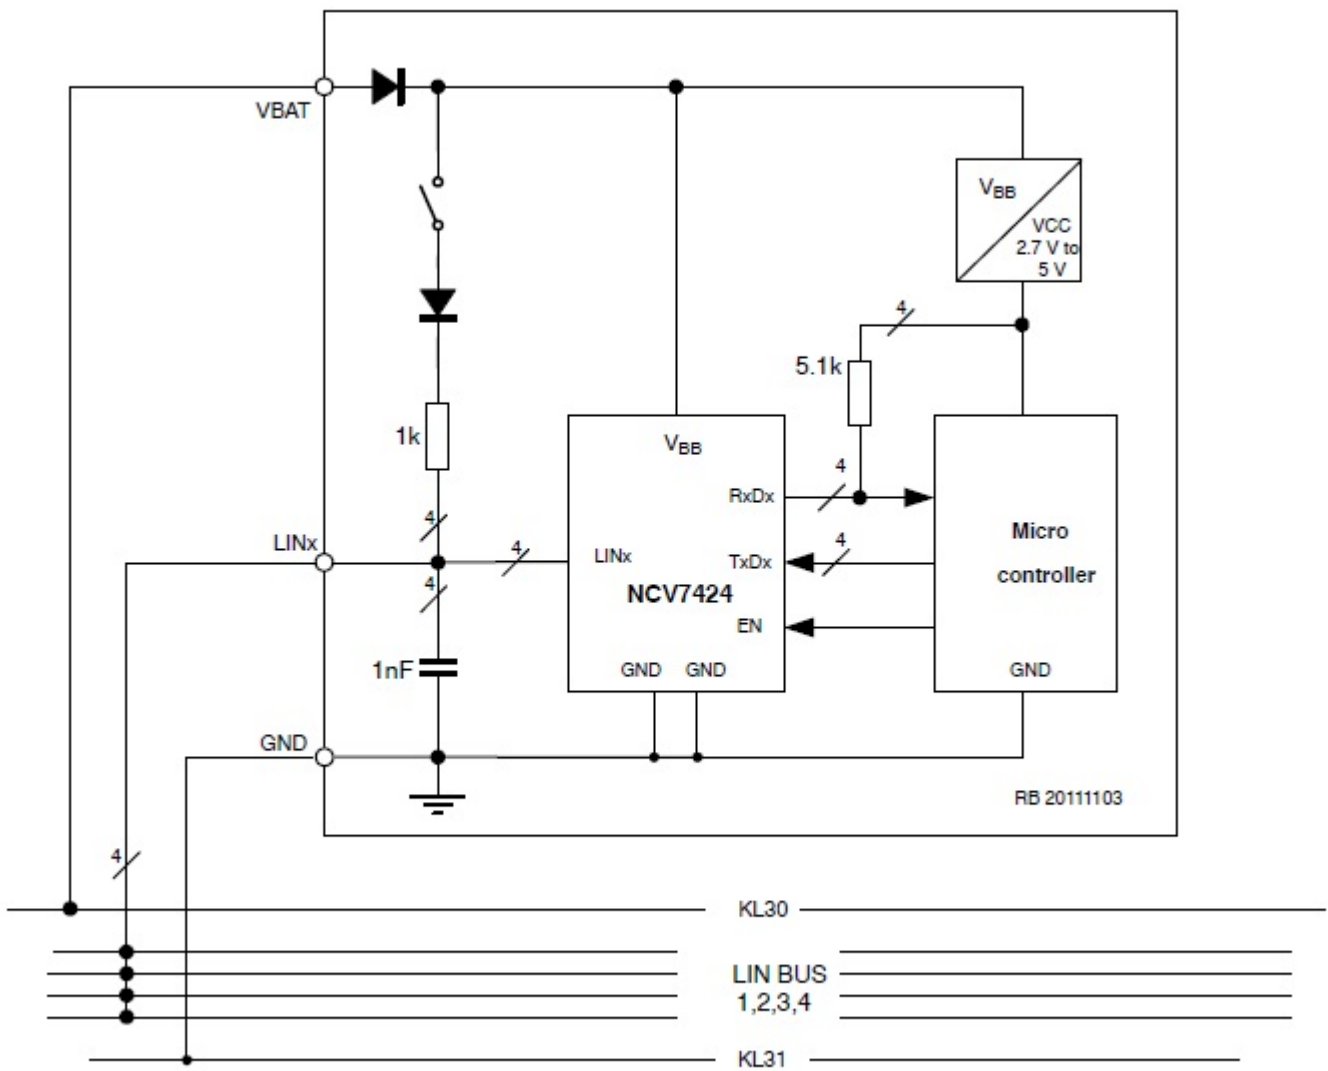 VBAT
VBB
VCC
2.7 V to
5 V
4
5.1k
1k
VBB
4
RxDx
4
LINx
4
LINx
4
TxDx
Micro
controller
4
NCV7424
EN
1nF
GND
GND
GND
GND
RB 20111103
4
KL30
LIN BUS
1,2,3,4
KL31